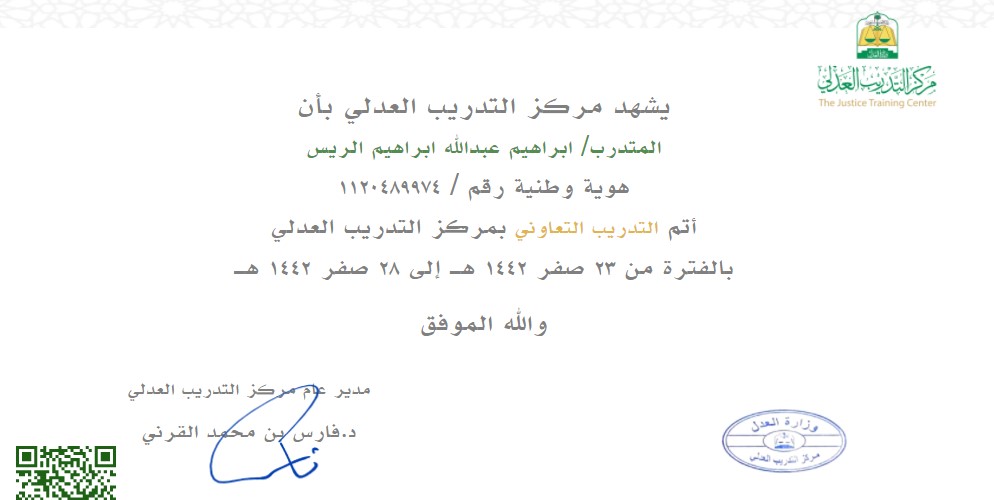 مركز التدريب العدلي
The Justice Training Center
يشهد مركز التدريب العدلي بأن
المتدرب/ ابراهيم عبدالله ابراهيم الريس
هوية وطنية رقم / ١١٢٠٤٨٩٩٧٤
أتم التدريب التعاوني بمركز التدريب العدلي
بالفترة من ٢٣ صفر ١٤٤٢ هـ إلى ٢٨ صفر ١٤٤٢ هـ
والله الموفق
مدير عام مركز التدريب العدلي
د.فارس بن محمد القرني
وزارة العدل
مركز التدريب العدلي